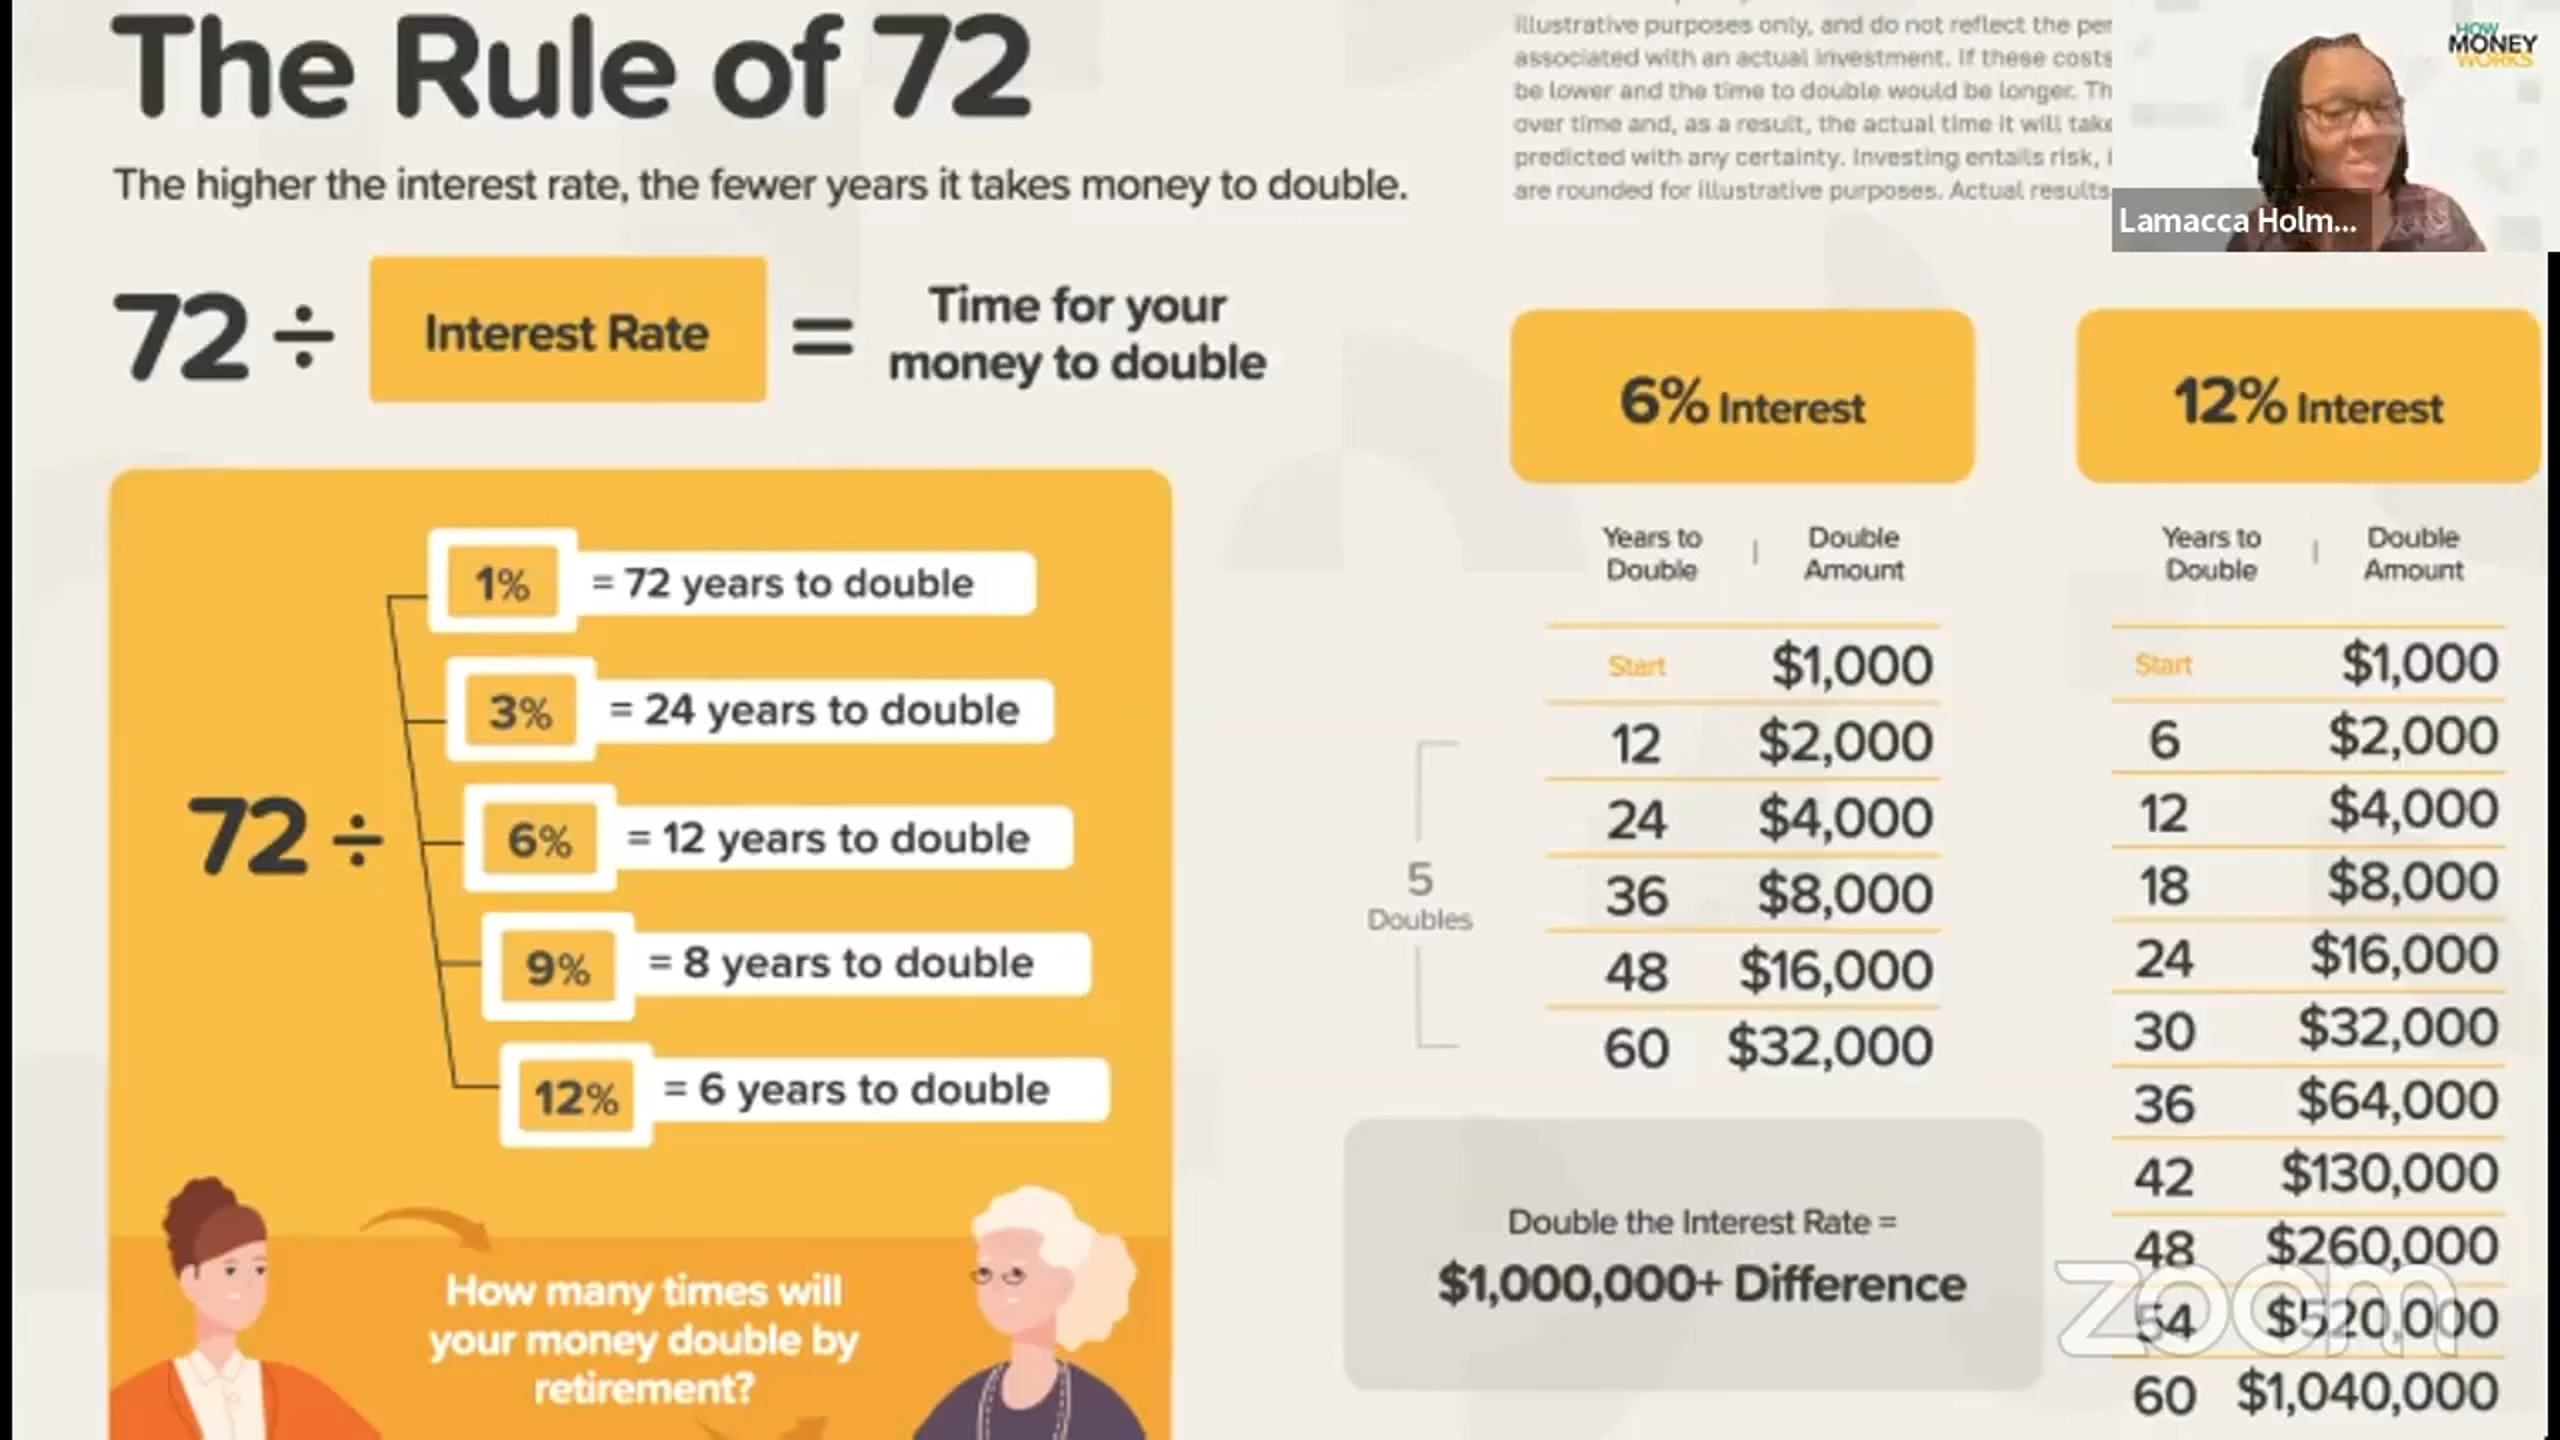 The Rule of 72
The higher the interest rate, the fewer years it takes money to double.
72 ÷ Interest Rate = Time for your
money to double
illustrative purposes only, and do not reflect the per
associated with an actual investment. If these costs
be lower and the time to double would be longer. Th
over time and, as a result, the actual time it will take
predicted with any certainty. Investing entails risk, i
are rounded for illustrative purposes. Actual results
HOW
MONEY
WORKS
Lamacca Holm...
72 ÷
1% = 72 years to double
3% = 24 years to double
6% = 12 years to double
9% = 8 years to double
12% = 6 years to double
How many times will
your money double by
retirement?
6% Interest
Years to Double | Double Amount
Start $1,000
12 $2,000
24 $4,000
36 $8,000
48 $16,000
60 $32,000
5
Doubles
Double the Interest Rate =
$1,000,000+ Difference
12% Interest
Years to Double | Double Amount
Start $1,000
6 $2,000
12 $4,000
18 $8,000
24 $16,000
30 $32,000
36 $64,000
42 $130,000
48 $260,000
54 $520,000
60 $1,040,000
zoom